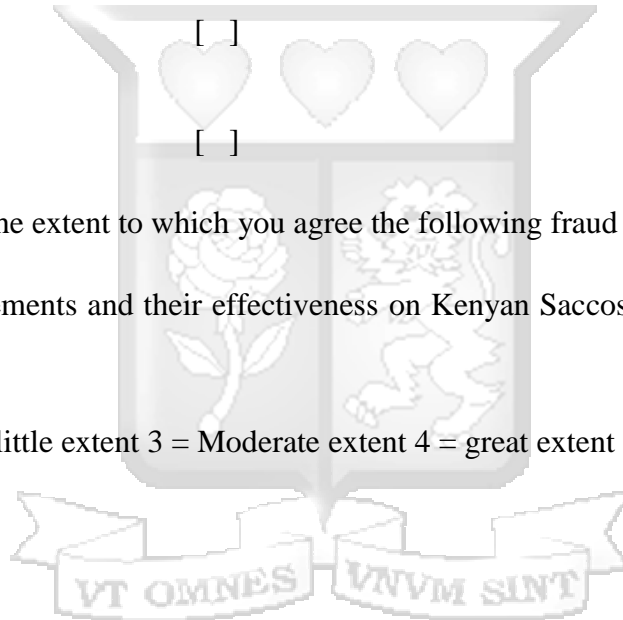 [ ]
[ ]
he extent to which you agree the following fraud
ements and their effectiveness on Kenyan Saccos
little extent 3 = Moderate extent 4 = great extent
VT OMNES VNVM SINT